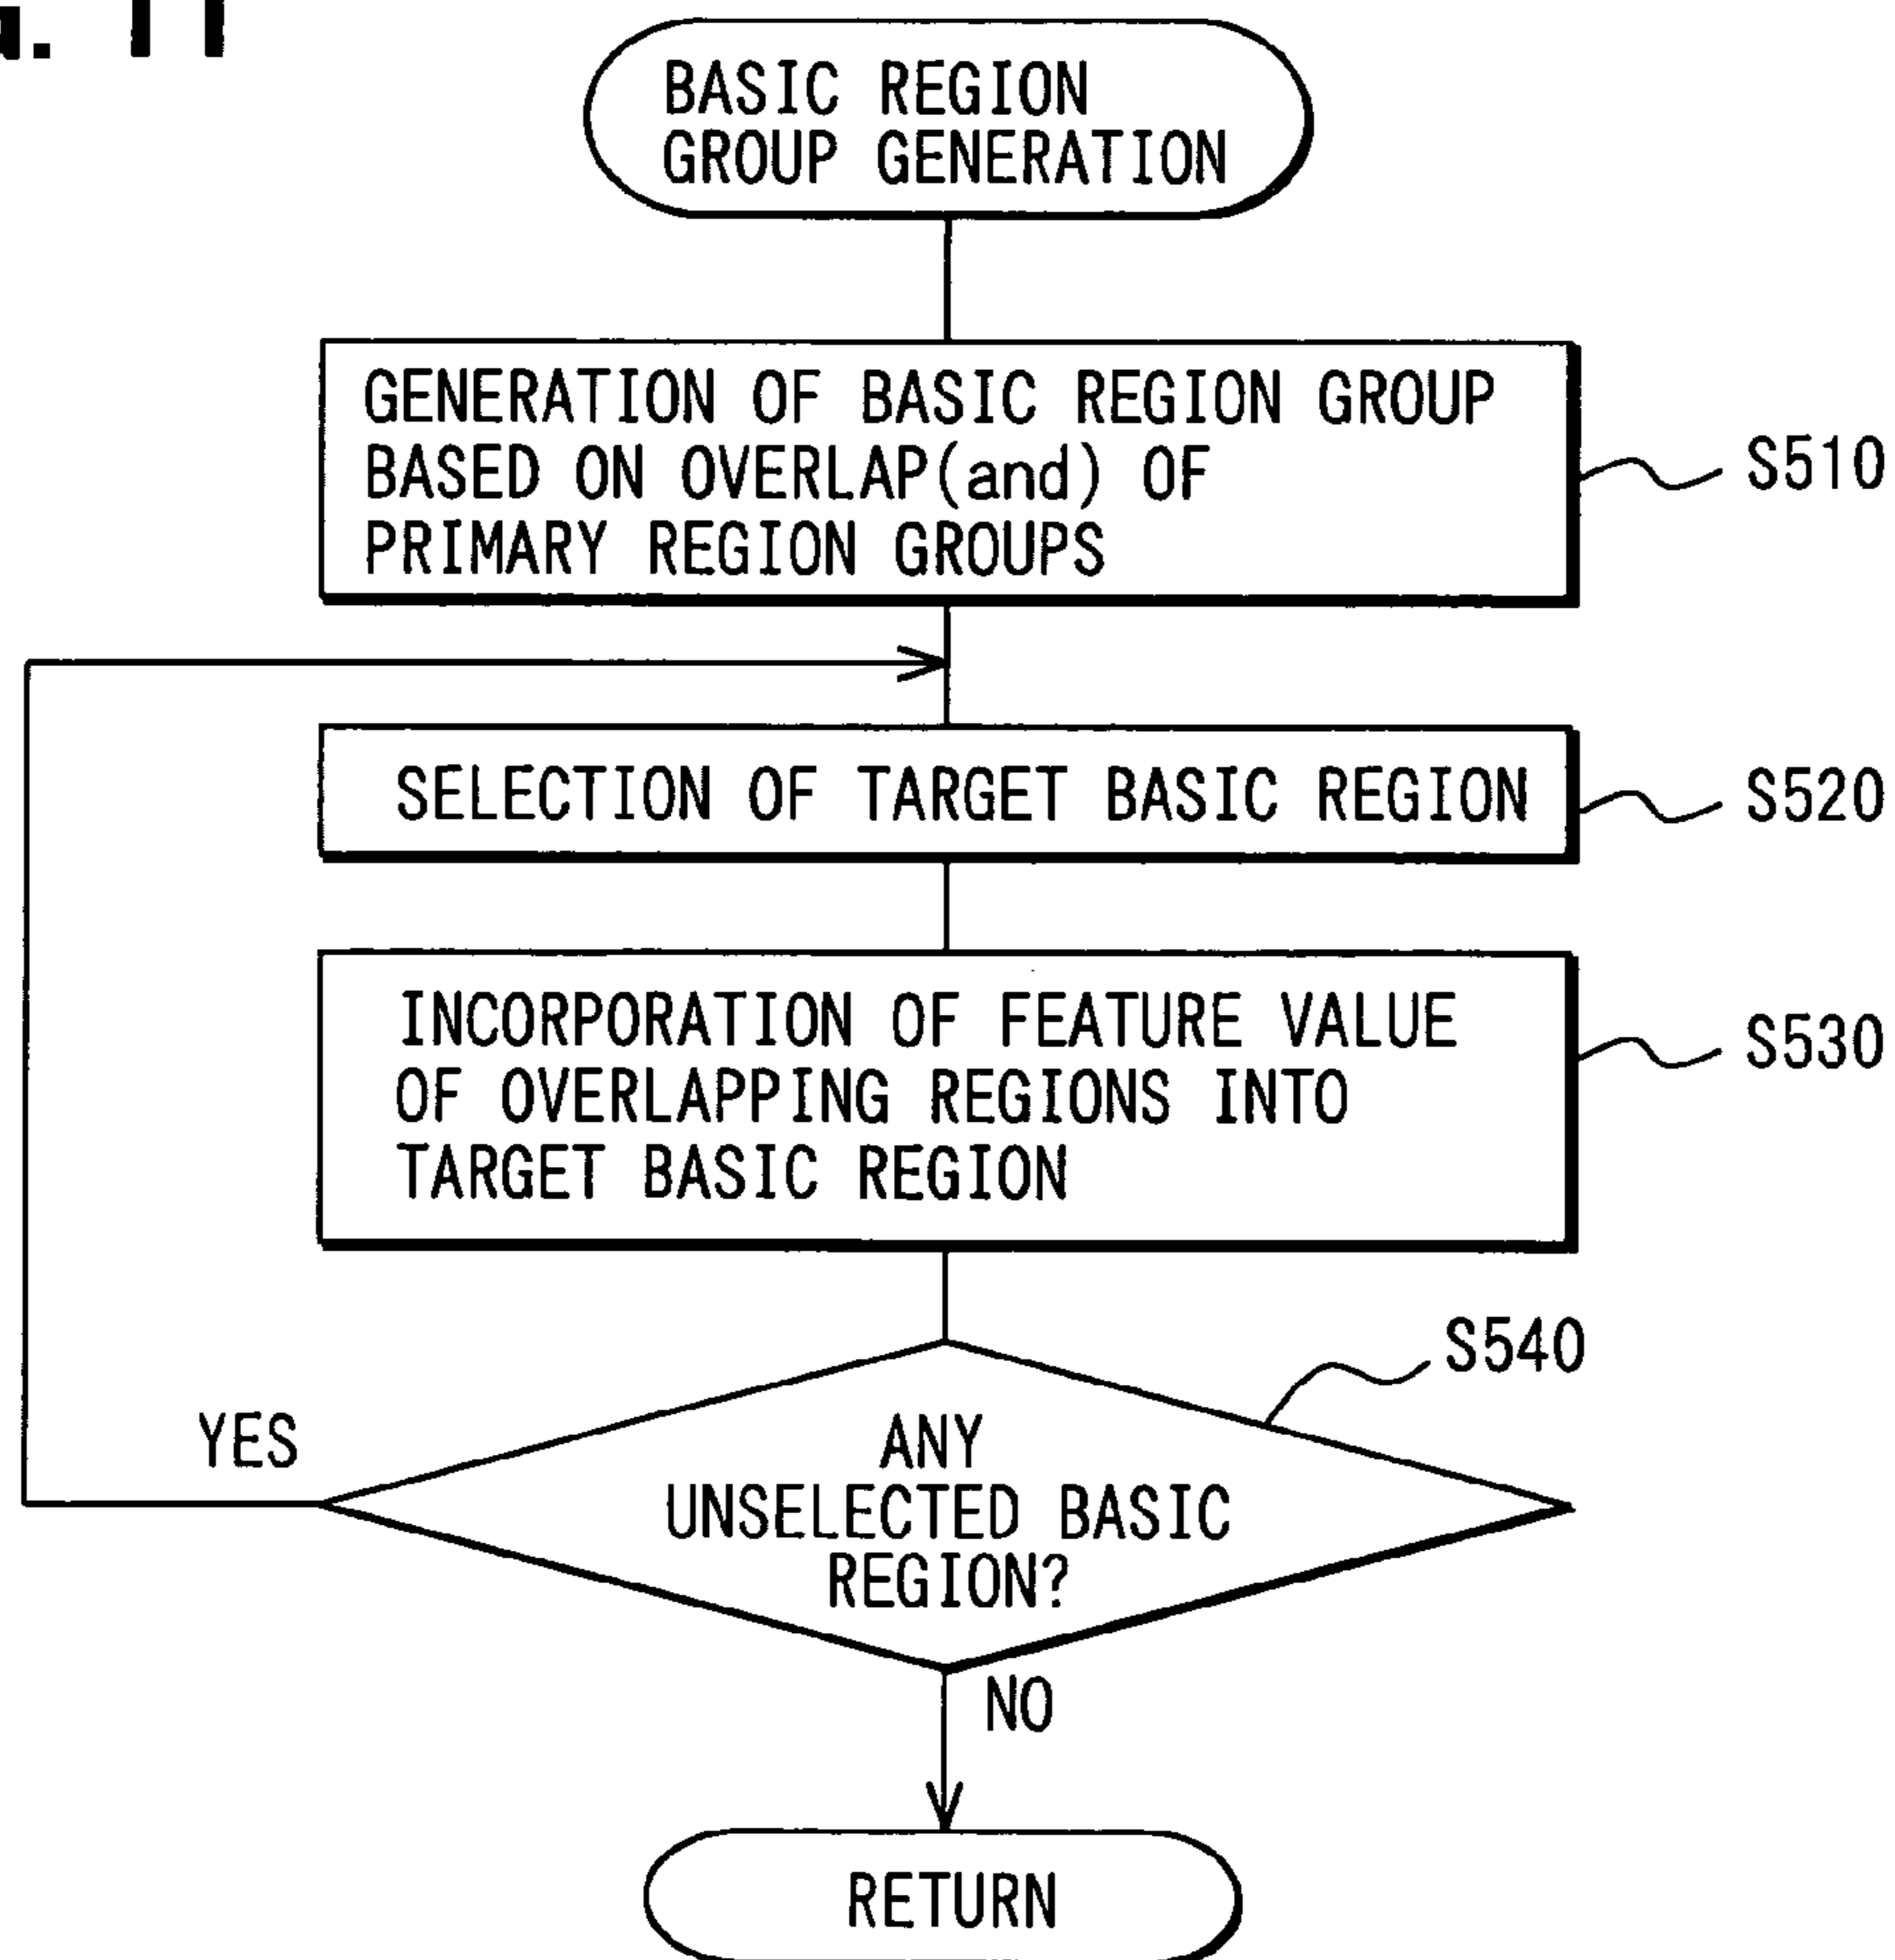 11
BASIC REGION
GROUP GENERATION
GENERATION OF BASIC REGION GROUP
BASED ON OVERLAP(and) OF
PRIMARY REGION GROUPS
S510
SELECTION OF TARGET BASIC REGION
S520
INCORPORATION OF FEATURE VALUE
OF OVERLAPPING REGIONS INTO
TARGET BASIC REGION
S530
S540
YES
ANY
UNSELECTED BASIC
REGION?
NO
RETURN